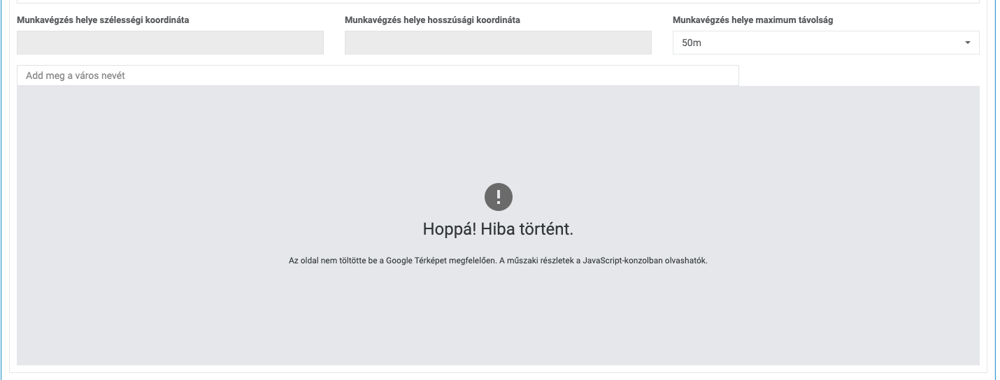 Munkavégzés helye szélességi koordináta
Munkavégzés helye hosszúsági koordináta
Munkavégzés helye maximum távolság
50m
Add meg a város nevét
!
Hoppá! Hiba történt.
Az oldal nem töltötte be a Google Térképet megfelelően. A műszaki részletek a JavaScript-konzolban olvashatók.